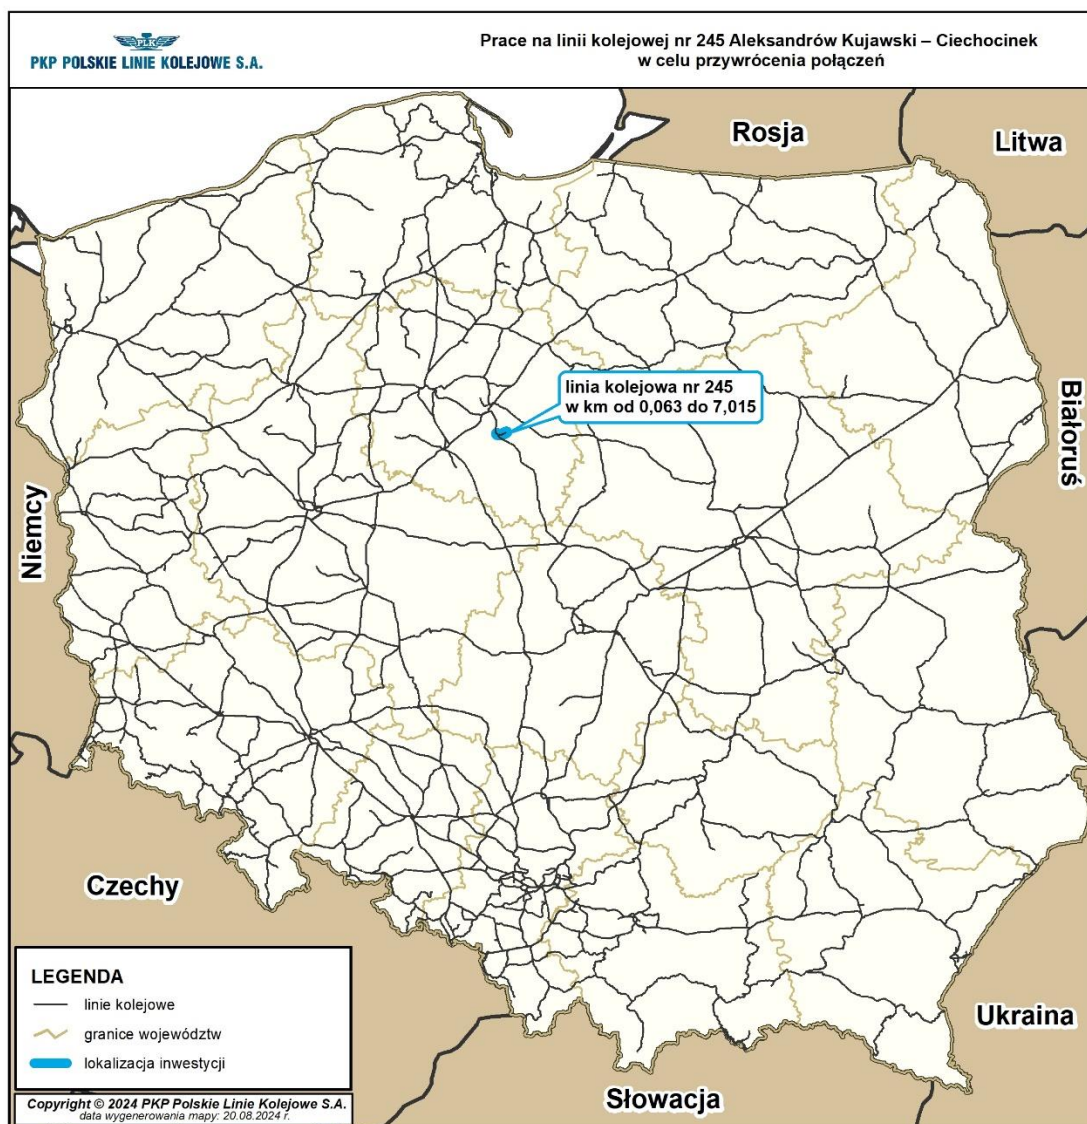 PLK
PKP POLSKIE LINIE KOLEJOWE S.A.
Prace na linii kolejowej nr 245 Aleksandrów Kujawski – Ciechocinek
w celu przywrócenia połączeń
Rosja
Litwa
linia kolejowa nr 245
w km od 0,063 do 7,015
Białoruś
Niemcy
Czechy
LEGENDA
linie kolejowe
granice województw
lokalizacja inwestycji
Ukraina
Słowacja
Copyright © 2024 PKP Polskie Linie Kolejowe S.A.
data wygenerowania mapy: 20.08.2024 r.